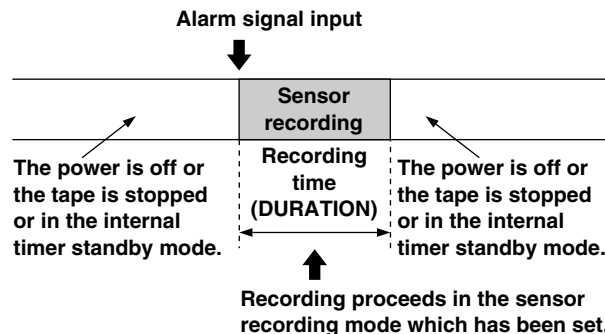 Alarm signal input
Sensor
recording
The power is off or
the tape is stopped
or in the internal
timer standby mode.
Recording
time
(DURATION)
The power is off or
the tape is stopped
or in the internal
timer standby mode.
Recording proceeds in the sensor
recording mode which has been set.